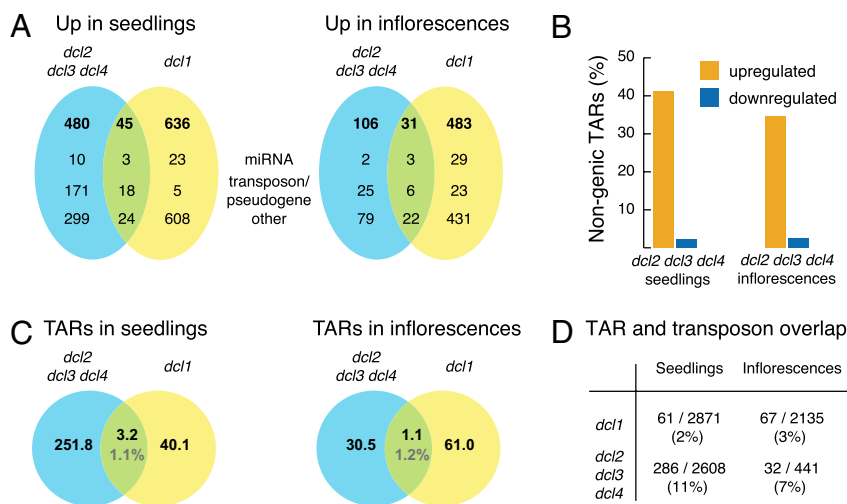 A
Up in seedlings
dcl2
dcl3 dcl4
dcl1
480 45 636
10 3 23
171 18 5
299 24 608
miRNA
transposon/
pseudogene
other
Up in inflorescences
dcl2
dcl3 dcl4
dcl1
106 31 483
2 3 29
25 6 23
79 22 431
B
Non-genic TARs (%)
50
40
30
20
10
upregulated
downregulated
dcl2 dcl3 dcl4
seedlings
dcl2 dcl3 dcl4
inflorescences
C
TARs in seedlings
dcl2
dcl3 dcl4
dcl1
251.8 3.2 40.1
1.1%
TARs in inflorescences
dcl2
dcl3 dcl4
dcl1
30.5 1.1 61.0
1.2%
D TAR and transposon overlap
Seedlings Inflorescences
dcl1 61 / 2871 67 / 2135
(2%) (3%)
dcl2
dcl3 286 / 2608 32 / 441
dcl4 (11%) (7%)